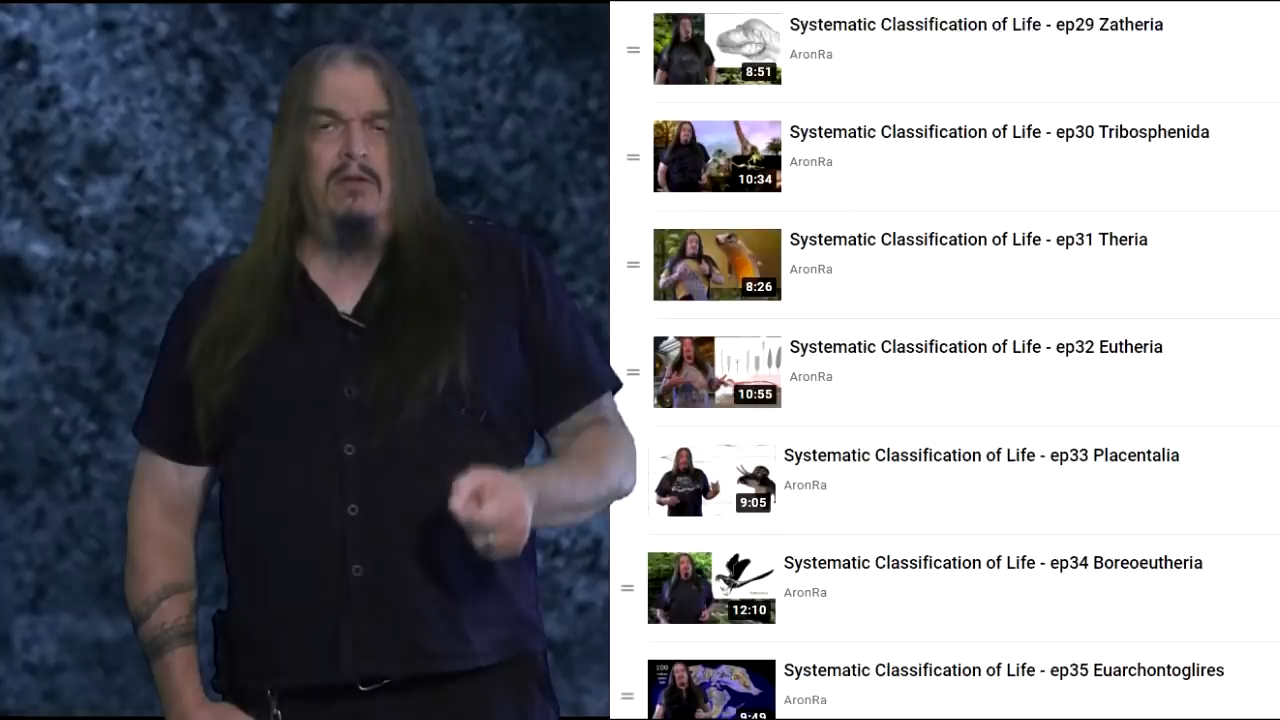 Systematic Classification of Life - ep29 Zatheria
AronRa
8:51
Systematic Classification of Life - ep30 Tribosphenida
AronRa
10:34
Systematic Classification of Life - ep31 Theria
AronRa
8:26
Systematic Classification of Life - ep32 Eutheria
AronRa
10:55
Systematic Classification of Life - ep33 Placentalia
AronRa
9:05
Systematic Classification of Life - ep34 Boreoeutheria
AronRa
12:10
Systematic Classification of Life - ep35 Euarchontoglires
AronRa
9:49